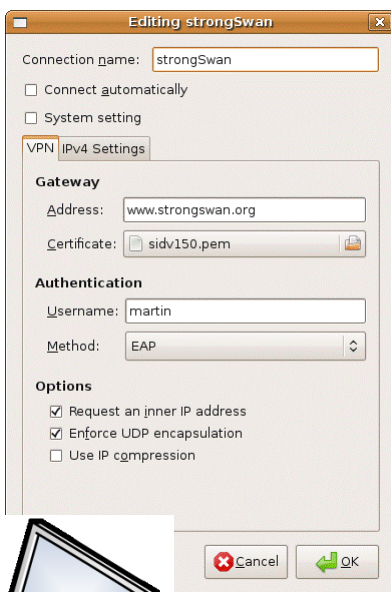 Editing strongSwan
Connection name: strongSwan
Connect automatically
System setting
VPN IPv4 Settings
Gateway
Address: www.strongswan.org
Certificate: sidv150.pem
Authentication
Username: martin
Method: EAP
Options
Request an inner IP address
Enforce UDP encapsulation
Use IP compression
Cancel OK